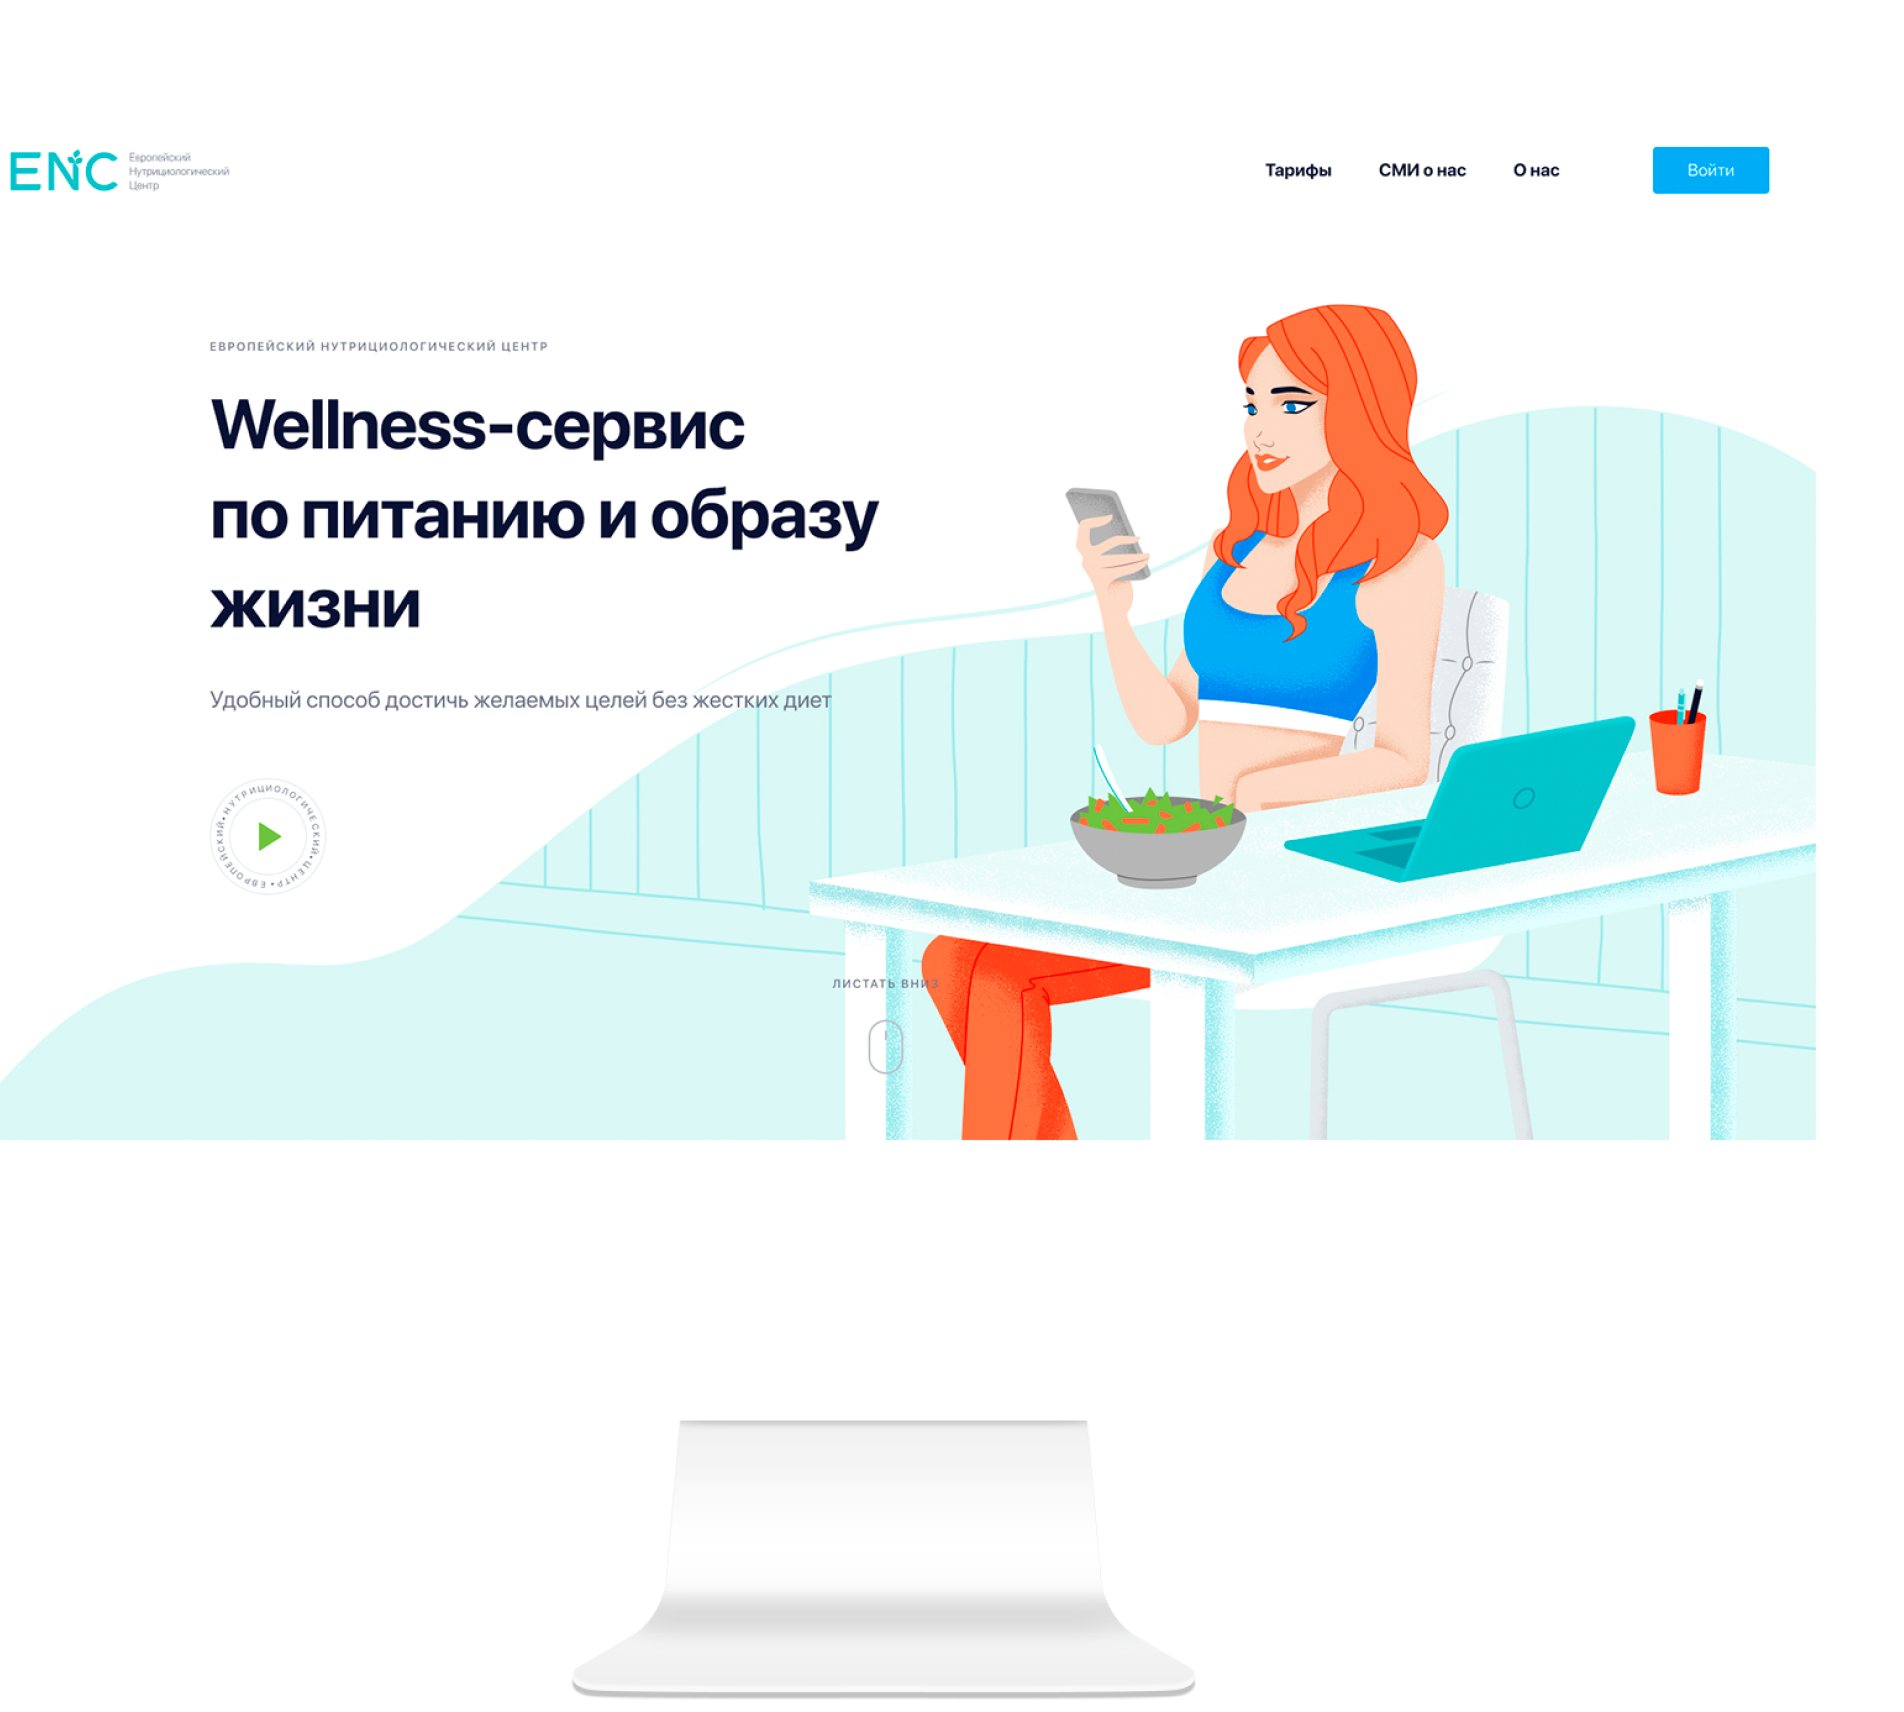 ENC
Европейский
Нутрициологический
Центр
Тарифы СМИ о нас О нас Войти
ЕВРОПЕЙСКИЙ НУТРИЦИОЛОГИЧЕСКИЙ ЦЕНТР
Wellness-сервис
по питанию и образу
жизни
Удобный способ достичь желаемых целей без жестких диет
ЕВРОПЕЙСКИЙ • НУТРИЦИОЛОГИЧЕСКИЙ • ЦЕНТР •
ЛИСТАТЬ ВНИЗ